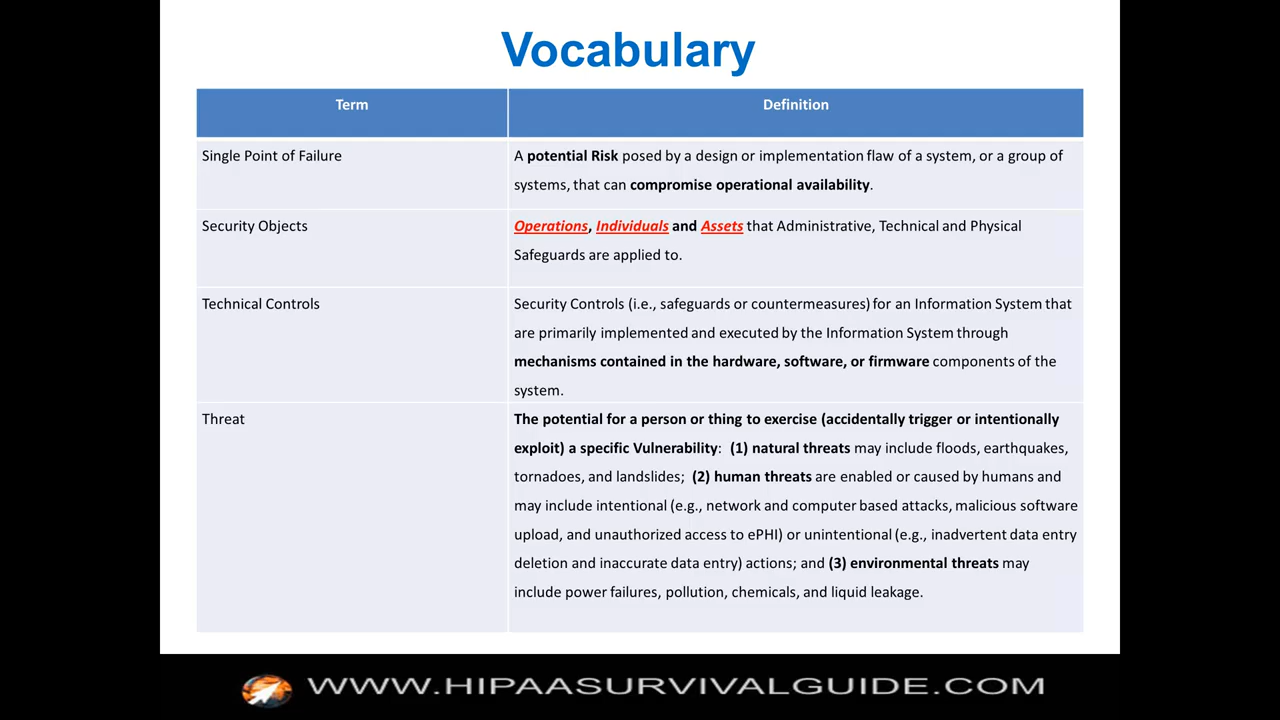 Vocabulary
Term
Definition
Single Point of Failure
A potential Risk posed by a design or implementation flaw of a system, or a group of
systems, that can compromise operational availability.
Security Objects
Operations, Individuals and Assets that Administrative, Technical and Physical
Safeguards are applied to.
Technical Controls
Security Controls (i.e., safeguards or countermeasures) for an Information System that
are primarily implemented and executed by the Information System through
mechanisms contained in the hardware, software, or firmware components of the
system.
Threat
The potential for a person or thing to exercise (accidentally trigger or intentionally
exploit) a specific Vulnerability: (1) natural threats may include floods, earthquakes,
tornadoes, and landslides; (2) human threats are enabled or caused by humans and
may include intentional (e.g., network and computer based attacks, malicious software
upload, and unauthorized access to ePHI) or unintentional (e.g., inadvertent data entry
deletion and inaccurate data entry) actions; and (3) environmental threats may
include power failures, pollution, chemicals, and liquid leakage.
WWW.HIPAASURVIVALGUIDE.COM